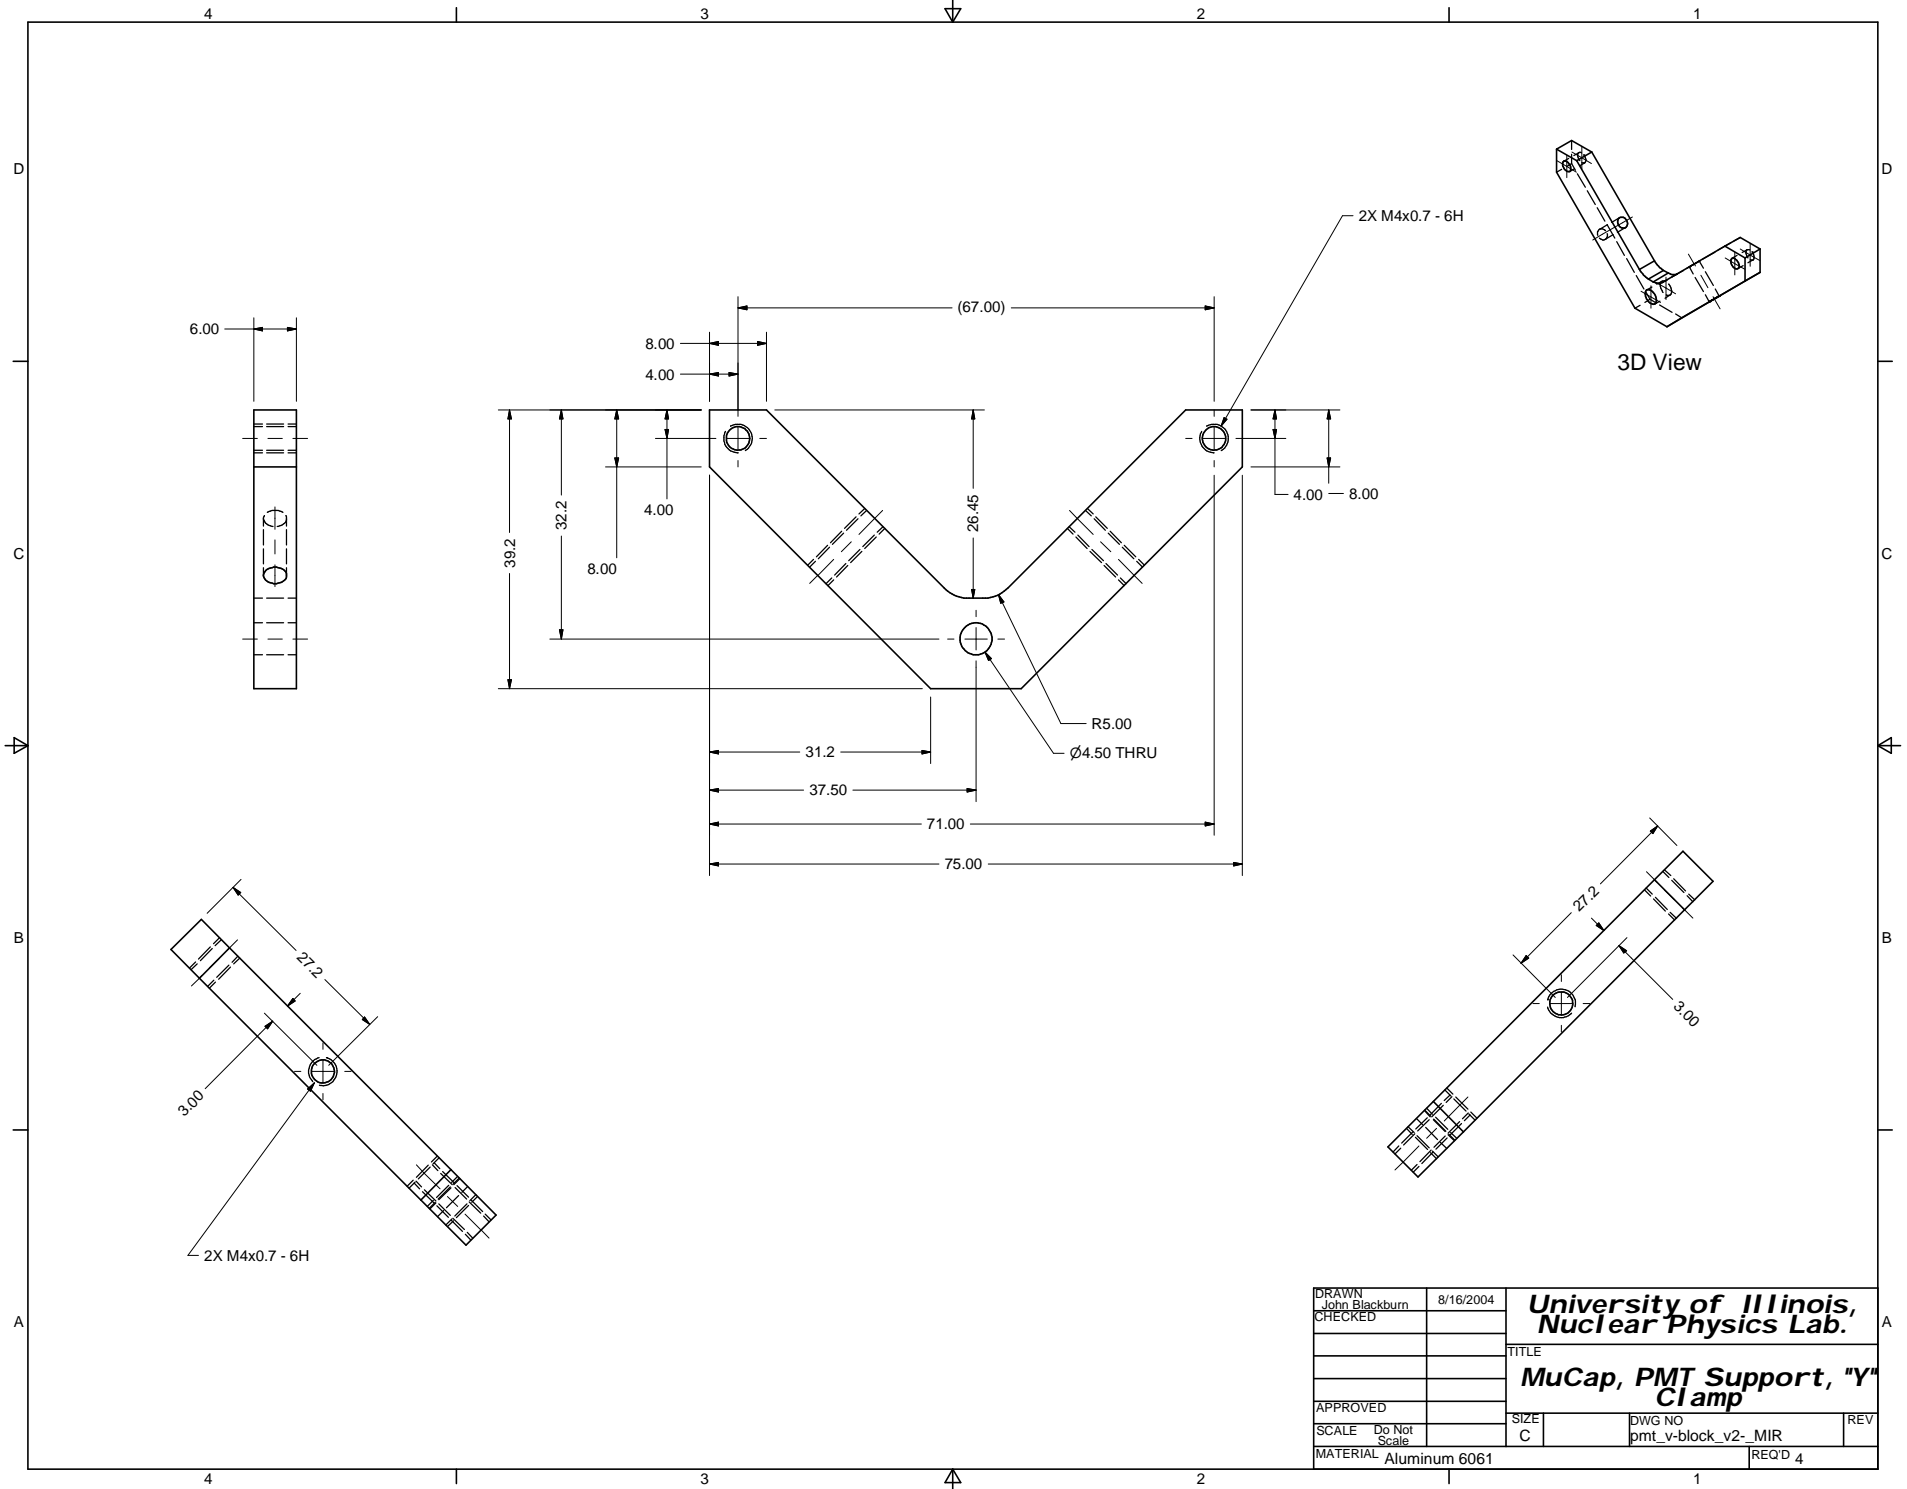 4
3
2
1
D
D
2X M4x0.7 - 6H
(67.00)
6.00
8.00
3D View
4.00
26.45
4.00
8.00
32.2
4.00
39.2
C
C
8.00
R5.00
31.2
Ø4.50 THRU
37.50
71.00
75.00
27.2
B
B
27.2
3.00
3.00
2X M4x0.7 - 6H
A
A
DRAWN
John Blackburn
8/16/2004
University of Illinois,
Nuclear Physics Lab.
CHECKED
TITLE
MuCap, PMT Support, "Y"
Clamp
APPROVED
SCALE Do Not
Scale
SIZE
C
DWG NO
pmt_v-block_v2-_MIR
REV
MATERIAL Aluminum 6061
REQ'D 4
4
3
2
1